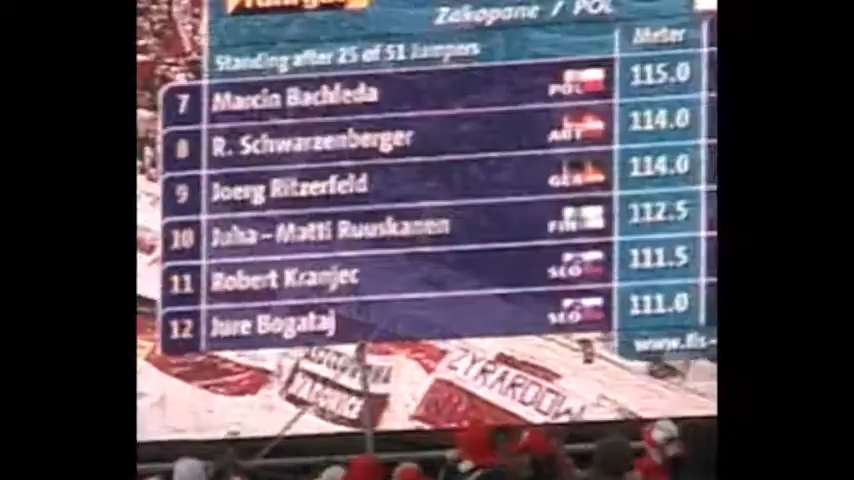 Zakopane / POL
Standing after 25 of 51 Jumpers
Meter
7 Marcin Bachleda POL 115.0
8 R. Schwarzenberger AUT 114.0
9 Joerg Ritzerfeld GER 114.0
10 Juha-Matti Ruuskanen FIN 112.5
11 Robert Kranjec SLO 111.5
12 Jure Bogataj SLO 111.0
www.fis-
ZYRARDOW